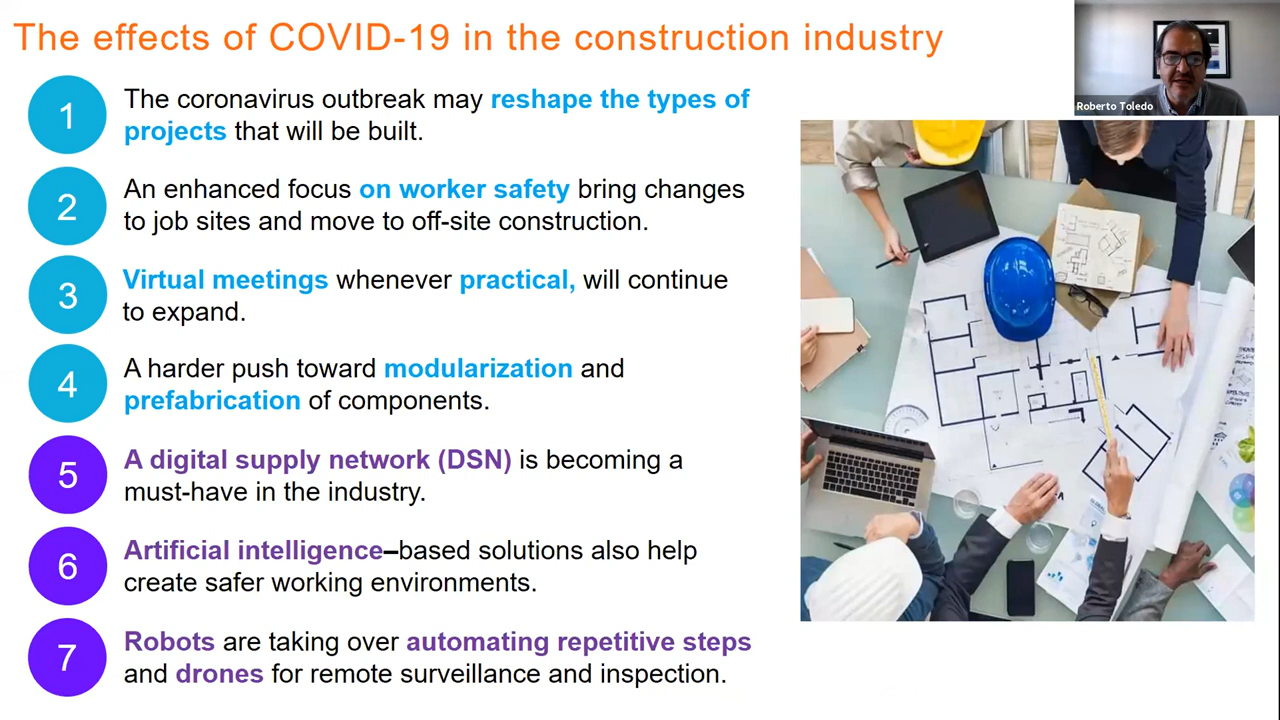 The effects of COVID-19 in the construction industry
Roberto Toledo
1
The coronavirus outbreak may reshape the types of
projects that will be built.
2
An enhanced focus on worker safety bring changes
to job sites and move to off-site construction.
3
Virtual meetings whenever practical, will continue
to expand.
4
A harder push toward modularization and
prefabrication of components.
5
A digital supply network (DSN) is becoming a
must-have in the industry.
6
Artificial intelligence–based solutions also help
create safer working environments.
7
Robots are taking over automating repetitive steps
and drones for remote surveillance and inspection.